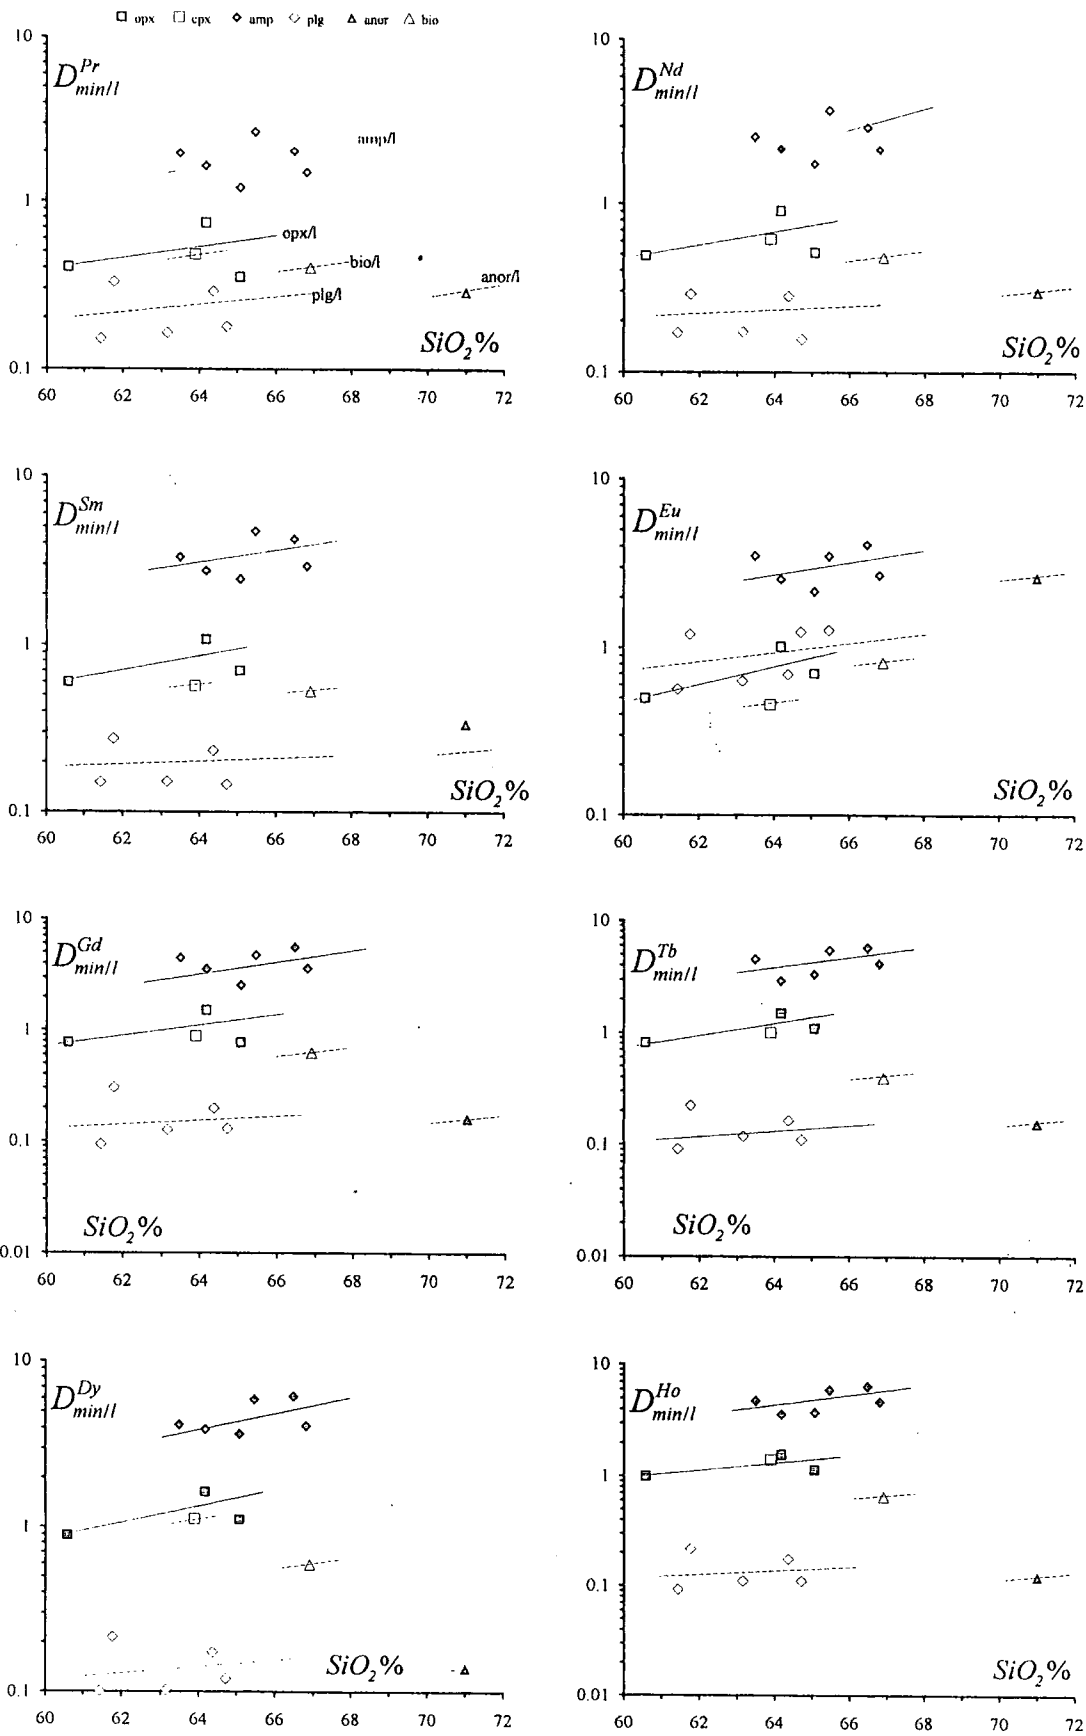 opx cpx amp plg anor bio
10
D^{Pr}_{min/l}
amp/l
1
opx/l
bio/l
anor/l
plg/l
SiO₂%
0.1
60 62 64 66 68 70 72
10
D^{Nd}_{min/l}
1
SiO₂%
0.1
60 62 64 66 68 70 72
10
D^{Sm}_{min/l}
1
SiO₂%
0.1
60 62 64 66 68 70 72
10
D^{Eu}_{min/l}
1
SiO₂%
0.1
60 62 64 66 68 70 72
10
D^{Gd}_{min/l}
1
0.1
SiO₂%
0.01
60 62 64 66 68 70 72
10
D^{Tb}_{min/l}
1
0.1
SiO₂%
0.01
60 62 64 66 68 70 72
10
D^{Dy}_{min/l}
1
SiO₂%
0.1
60 62 64 66 68 70 72
10
D^{Ho}_{min/l}
1
0.1
SiO₂%
0.01
60 62 64 66 68 70 72